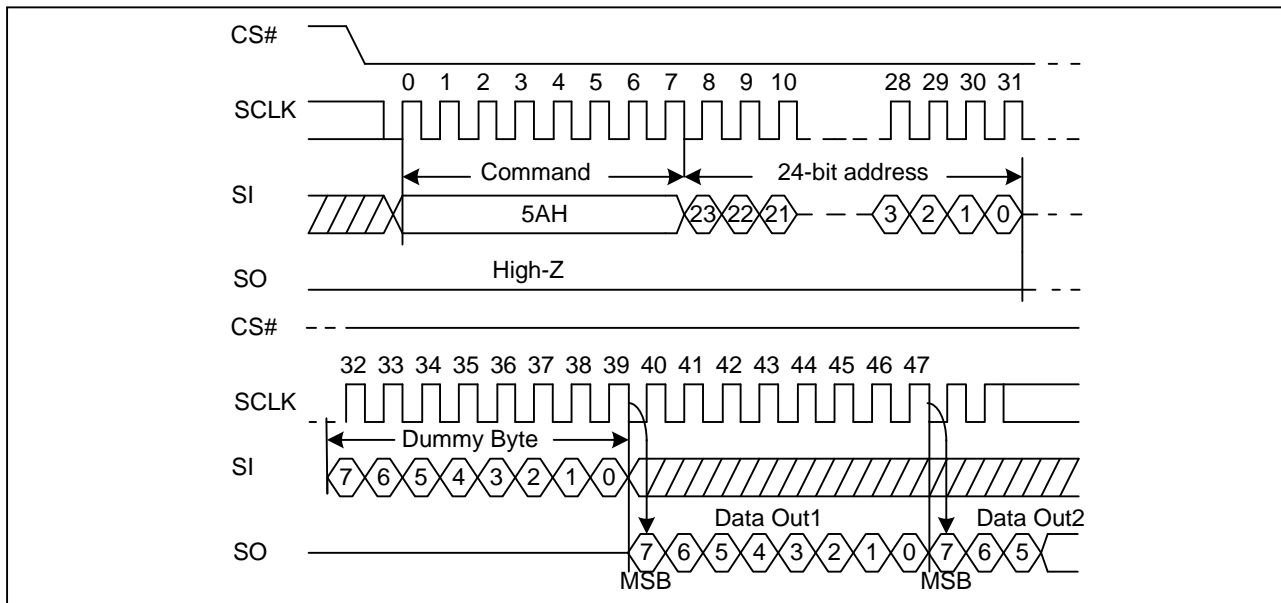 CS#
0 1 2 3 4 5 6 7 8 9 10 28 29 30 31
SCLK
Command 24-bit address
SI
5AH 23 22 21 3 2 1 0
High-Z
SO
CS#
32 33 34 35 36 37 38 39 40 41 42 43 44 45 46 47
SCLK
Dummy Byte
SI
7 6 5 4 3 2 1 0
Data Out1 Data Out2
SO
7 6 5 4 3 2 1 0 7 6 5
MSB MSB